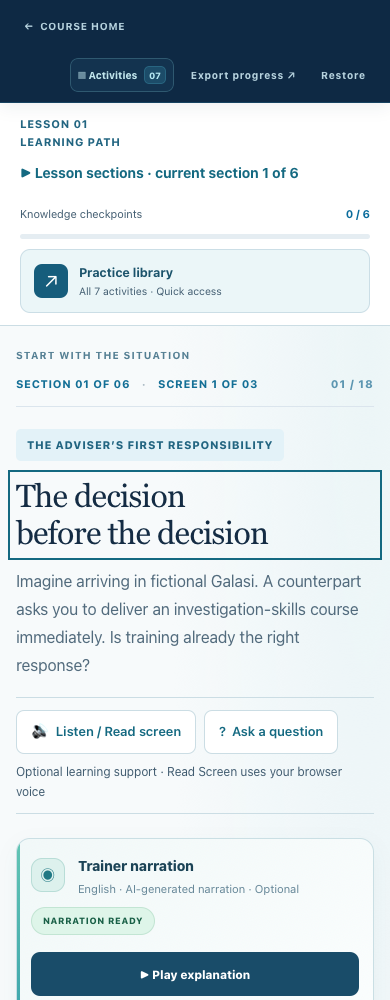 ← COURSE HOME
Activities 07 Export progress ↗ Restore
LESSON 01
LEARNING PATH
▶ Lesson sections · current section 1 of 6
Knowledge checkpoints 0 / 6
Practice library
All 7 activities · Quick access
START WITH THE SITUATION
SECTION 01 OF 06 · SCREEN 1 OF 03 01 / 18
THE ADVISER'S FIRST RESPONSIBILITY
The decision
before the decision
Imagine arriving in fictional Galasi. A counterpart
asks you to deliver an investigation-skills course
immediately. Is training already the right
response?
Listen / Read screen ? Ask a question
Optional learning support · Read Screen uses your browser
voice
Trainer narration
English · AI-generated narration · Optional
NARRATION READY
▶ Play explanation